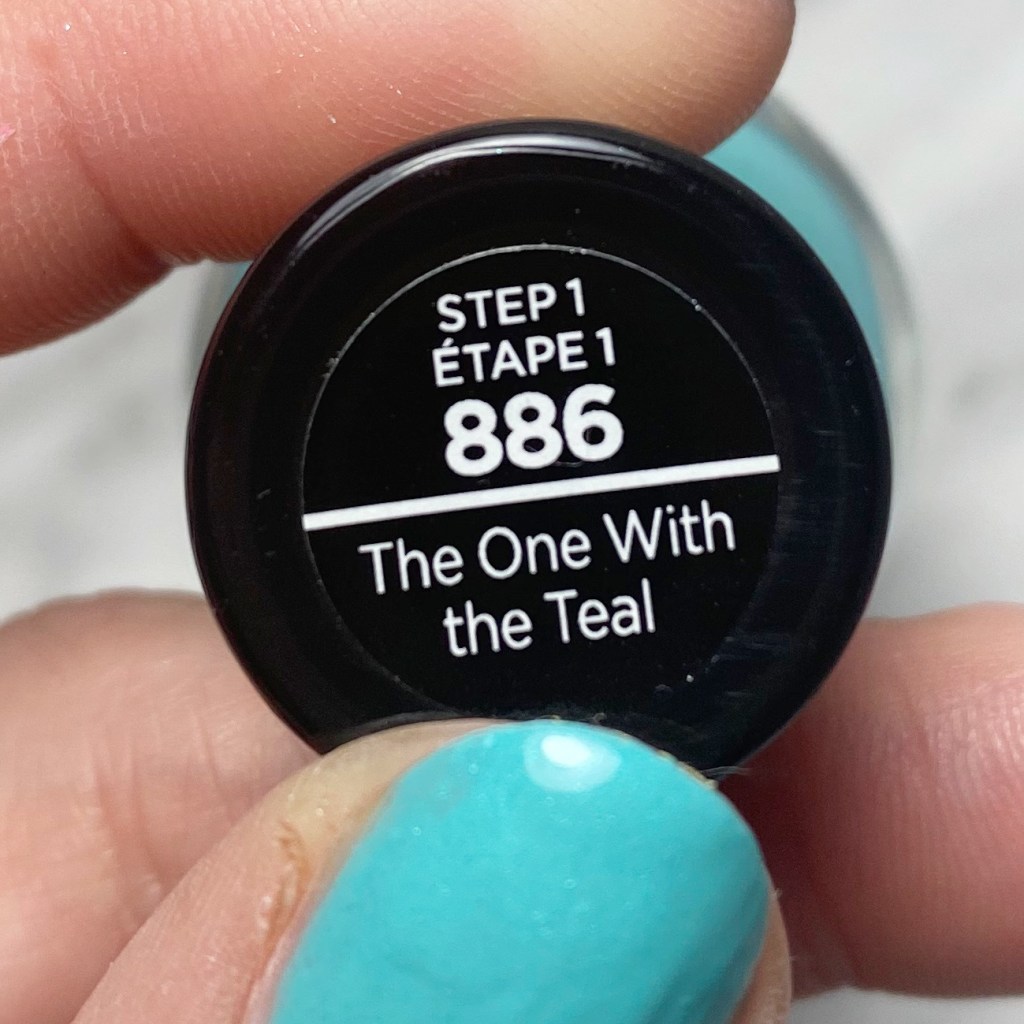 STEP 1
ÉTAPE 1
886
The One With
the Teal